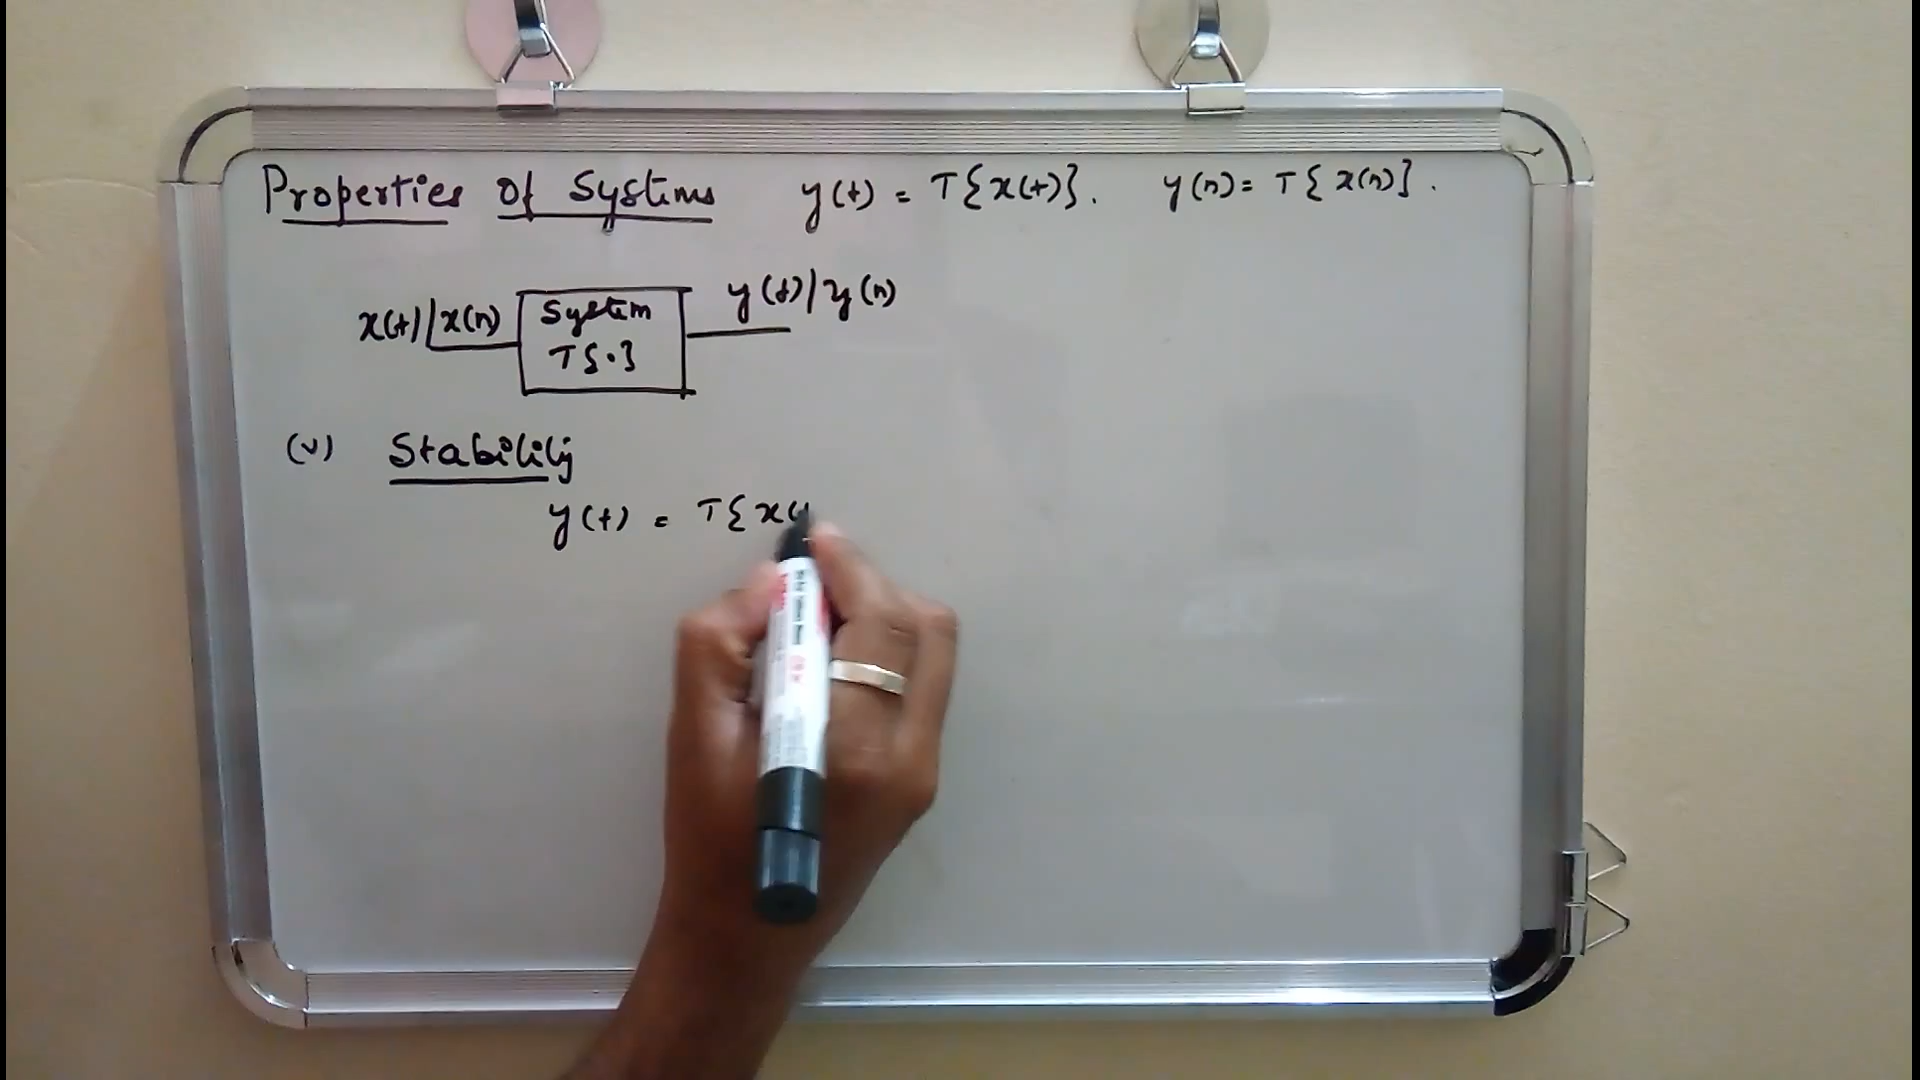 Properties of Systems y(t) = T{x(t)}. y(n) = T{x(n)}.
x(t)/x(n) System y(t)/y(n)
T{.}
(v) Stability
y(t) = T{x(